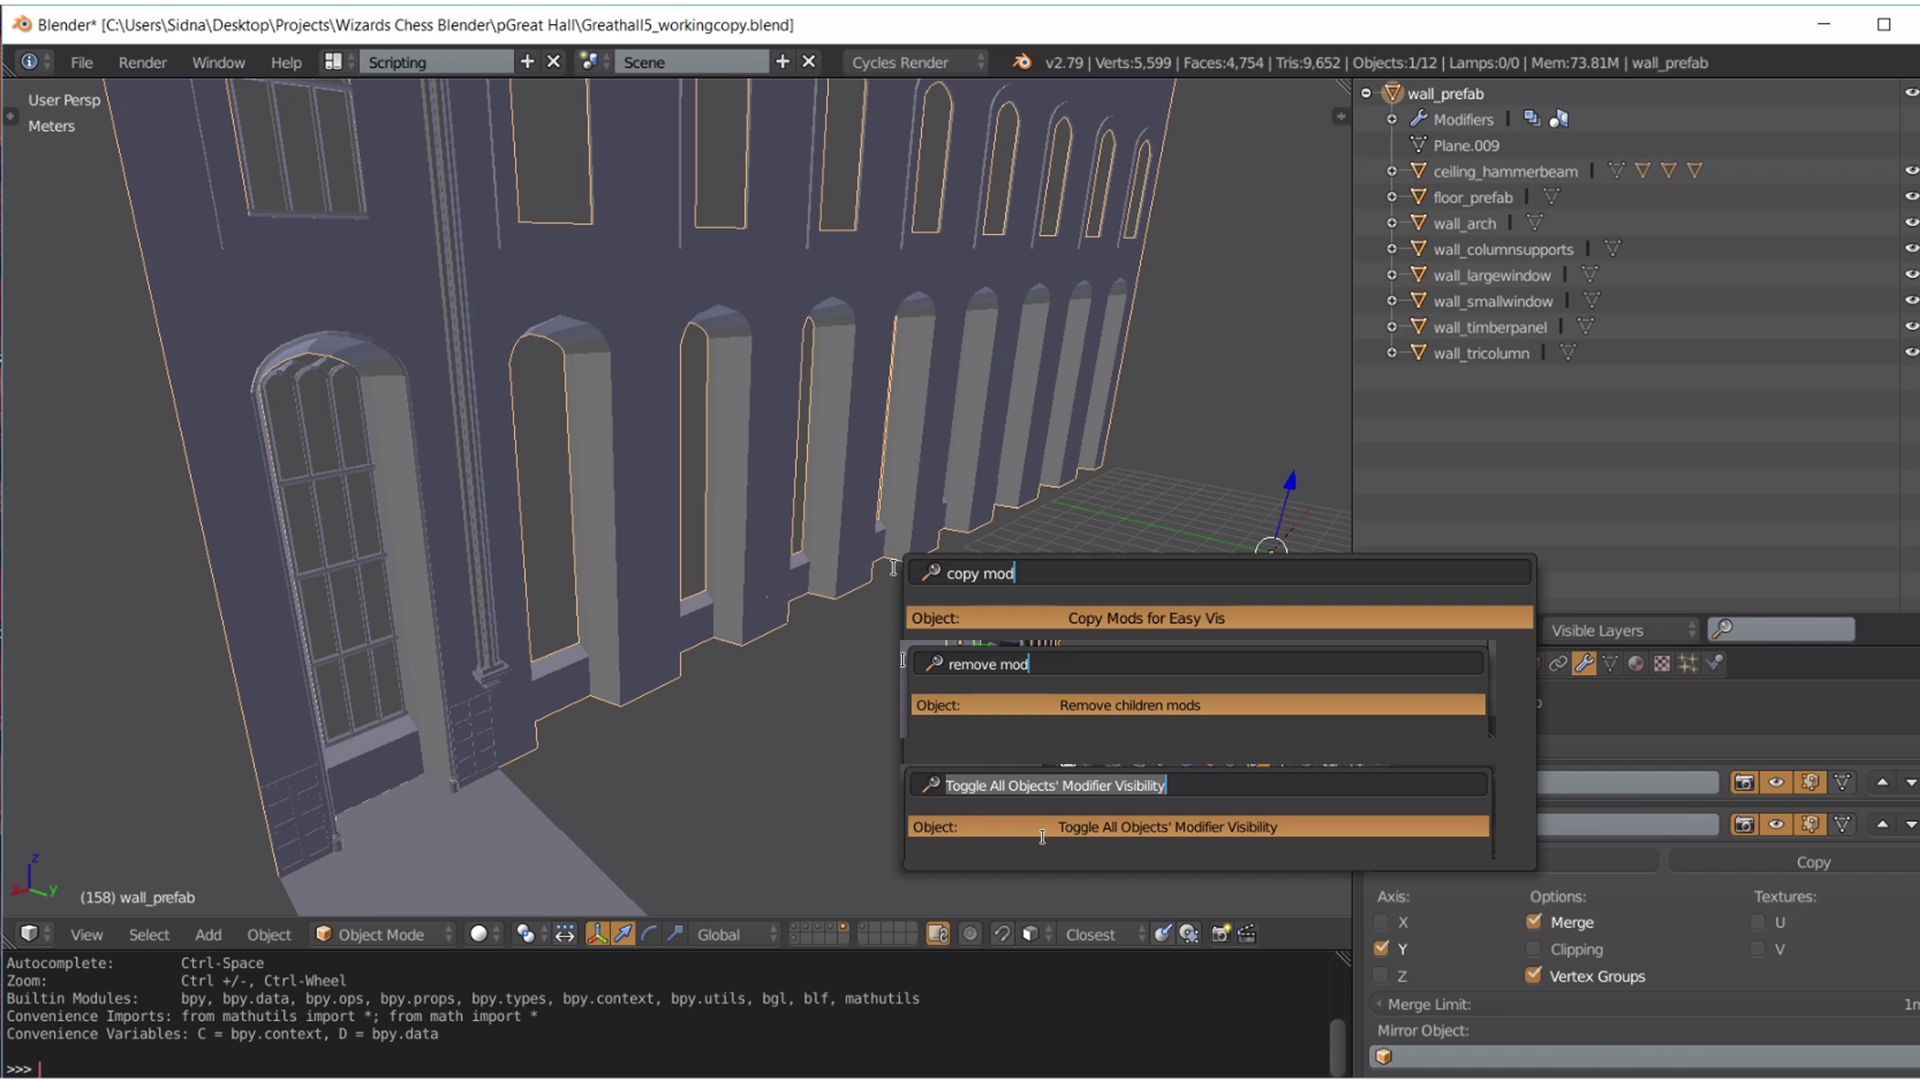 Blender* [C:\Users\Sidna\Desktop\Projects\Wizards Chess Blender\pGreat Hall\Greathall5_workingcopy.blend]
File Render Window Help Scripting Scene Cycles Render v2.79 | Verts:5,599 | Faces:4,754 | Tris:9,652 | Objects:1/12 | Lamps:0/0 | Mem:73.81M | wall_prefab
User Persp
Meters
wall_prefab
Modifiers
Plane.009
ceiling_hammerbeam
floor_prefab
wall_arch
wall_columnsupports
wall_largewindow
wall_smallwindow
wall_timberpanel
wall_tricolumn
copy mod
Object: Copy Mods for Easy Vis
remove mod
Object: Remove children mods
Toggle All Objects' Modifier Visibility
Object: Toggle All Objects' Modifier Visibility
Visible Layers
Copy
Axis: Options: Textures:
X Merge U
Y Clipping V
Z Vertex Groups
Merge Limit: 1m
Mirror Object:
z
x y
(158) wall_prefab
View Select Add Object Object Mode Global Closest
Autocomplete: Ctrl-Space
Zoom: Ctrl +/-, Ctrl-Wheel
Builtin Modules: bpy, bpy.data, bpy.ops, bpy.props, bpy.types, bpy.context, bpy.utils, bgl, blf, mathutils
Convenience Imports: from mathutils import *; from math import *
Convenience Variables: C = bpy.context, D = bpy.data
>>>